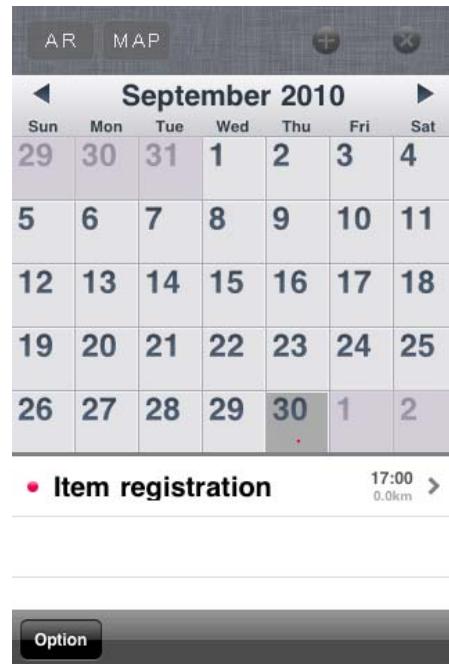 AR MAP
September 2010
Sun Mon Tue Wed Thu Fri Sat
29 30 31 1 2 3 4
5 6 7 8 9 10 11
12 13 14 15 16 17 18
19 20 21 22 23 24 25
26 27 28 29 30 1 2
Item registration 17:00
0.0km
Option